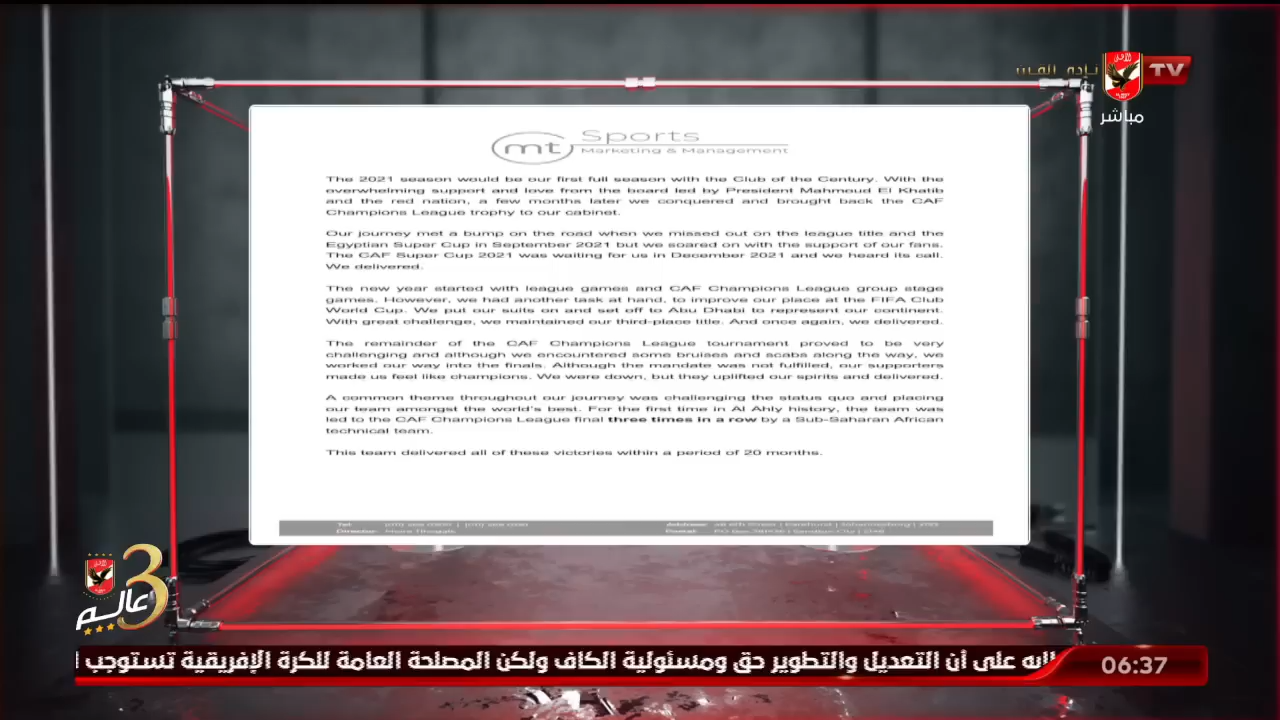 نادي القرن
TV
مباشر
mt Sports
Marketing & Management
The 2021 season would be our first full season with the Club of the Century. With the
overwhelming support and love from the board led by President Mahmoud El Khatib
and the red nation, a few months later we conquered and brought back the CAF
Champions League trophy to our cabinet.
Our journey met a bump on the road when we missed out on the league title and the
Egyptian Super Cup in September 2021 but we soared on with the support of our fans.
The CAF Super Cup 2021 was waiting for us in December 2021 and we heard its call.
We delivered.
The new year started with league games and CAF Champions League group stage
games. However, we had another task at hand, to improve our place at the FIFA Club
World Cup. We put our suits on and set off to Abu Dhabi to represent our continent.
With great challenge, we maintained our third-place title. And once again, we delivered.
The remainder of the CAF Champions League tournament proved to be very
challenging and although we encountered some bruises and scabs along the way, we
worked our way into the finals. Although the mandate was not fulfilled, our supporters
made us feel like champions. We were down, but they uplifted our spirits and delivered.
A common theme throughout our journey was challenging the status quo and placing
our team amongst the world's best. For the first time in Al Ahly history, the team was
led to the CAF Champions League final three times in a row by a Sub-Saharan African
technical team.
This team delivered all of these victories within a period of 20 months.
Tel:
Address:
Director:
Postal:
3 عالم
إنه على أن التعديل والتطوير حق ومسئولية الكاف ولكن المصلحة العامة للكرة الإفريقية تستوجب ا
06:37